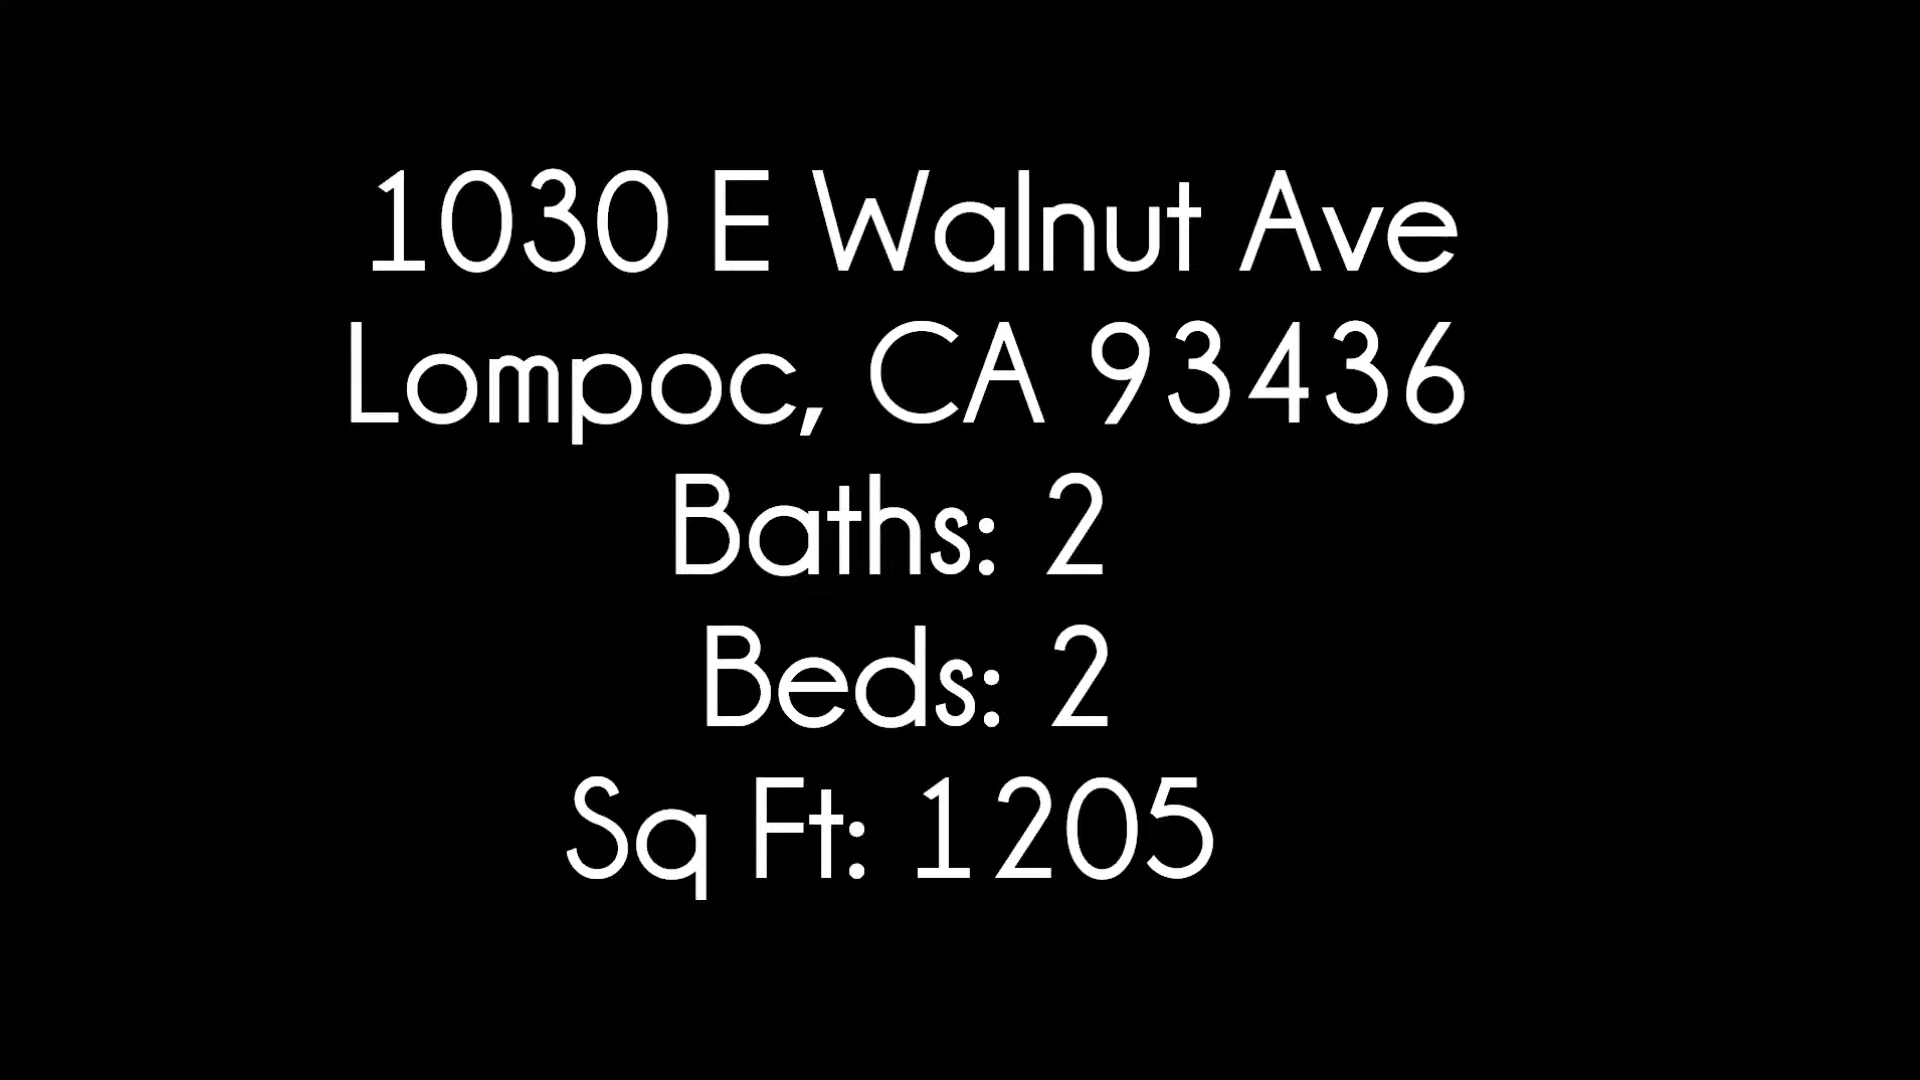 1030 E Walnut Ave
Lompoc, CA 93436
Baths: 2
Beds: 2
Sq Ft: 1205